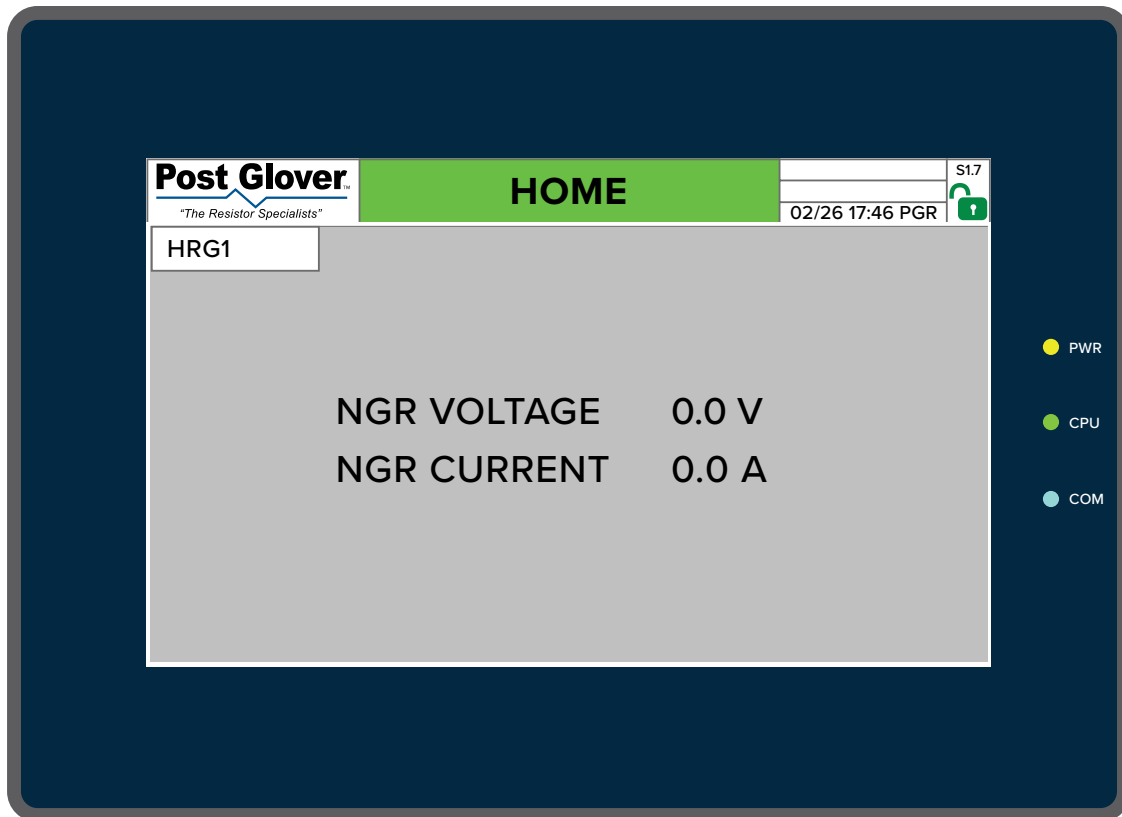 Post Glover™
"The Resistor Specialists"
HOME
S1.7
02/26 17:46 PGR
HRG1
NGR VOLTAGE 0.0 V
NGR CURRENT 0.0 A
PWR
CPU
COM